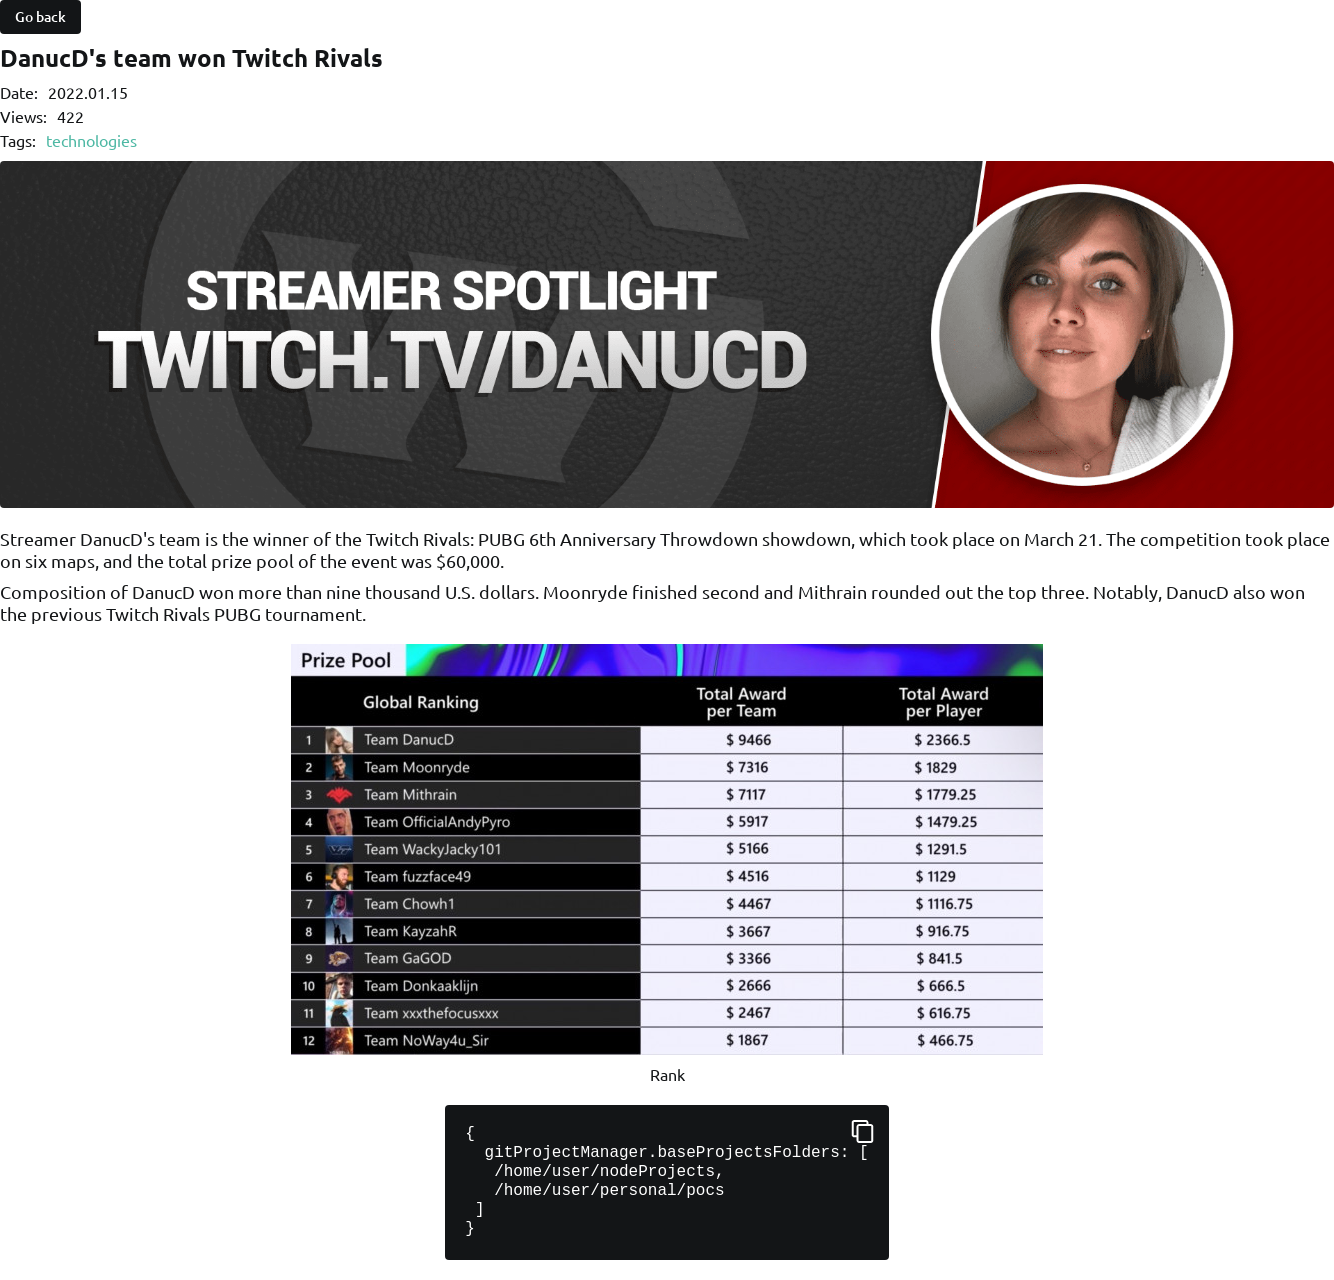 Go back
DanucD's team won Twitch Rivals
Date: 2022.01.15
Views: 422
Tags: technologies
STREAMER SPOTLIGHT
TWITCH.TV/DANUCD
Streamer DanucD's team is the winner of the Twitch Rivals: PUBG 6th Anniversary Throwdown showdown, which took place on March 21. The competition took place
on six maps, and the total prize pool of the event was $60,000.
Composition of DanucD won more than nine thousand U.S. dollars. Moonryde finished second and Mithrain rounded out the top three. Notably, DanucD also won
the previous Twitch Rivals PUBG tournament.
Prize Pool
Global Ranking Total Award per Team Total Award per Player
1 Team DanucD $ 9466 $ 2366.5
2 Team Moonryde $ 7316 $ 1829
3 Team Mithrain $ 7117 $ 1779.25
4 Team OfficialAndyPyro $ 5917 $ 1479.25
5 Team WackyJacky101 $ 5166 $ 1291.5
6 Team fuzzface49 $ 4516 $ 1129
7 Team Chowh1 $ 4467 $ 1116.75
8 Team KayzahR $ 3667 $ 916.75
9 Team GaGOD $ 3366 $ 841.5
10 Team Donkaaklijn $ 2666 $ 666.5
11 Team xxxthefocusxxx $ 2467 $ 616.75
12 Team NoWay4u_Sir $ 1867 $ 466.75
Rank
{
gitProjectManager.baseProjectsFolders: [
/home/user/nodeProjects,
/home/user/personal/pocs
]
}